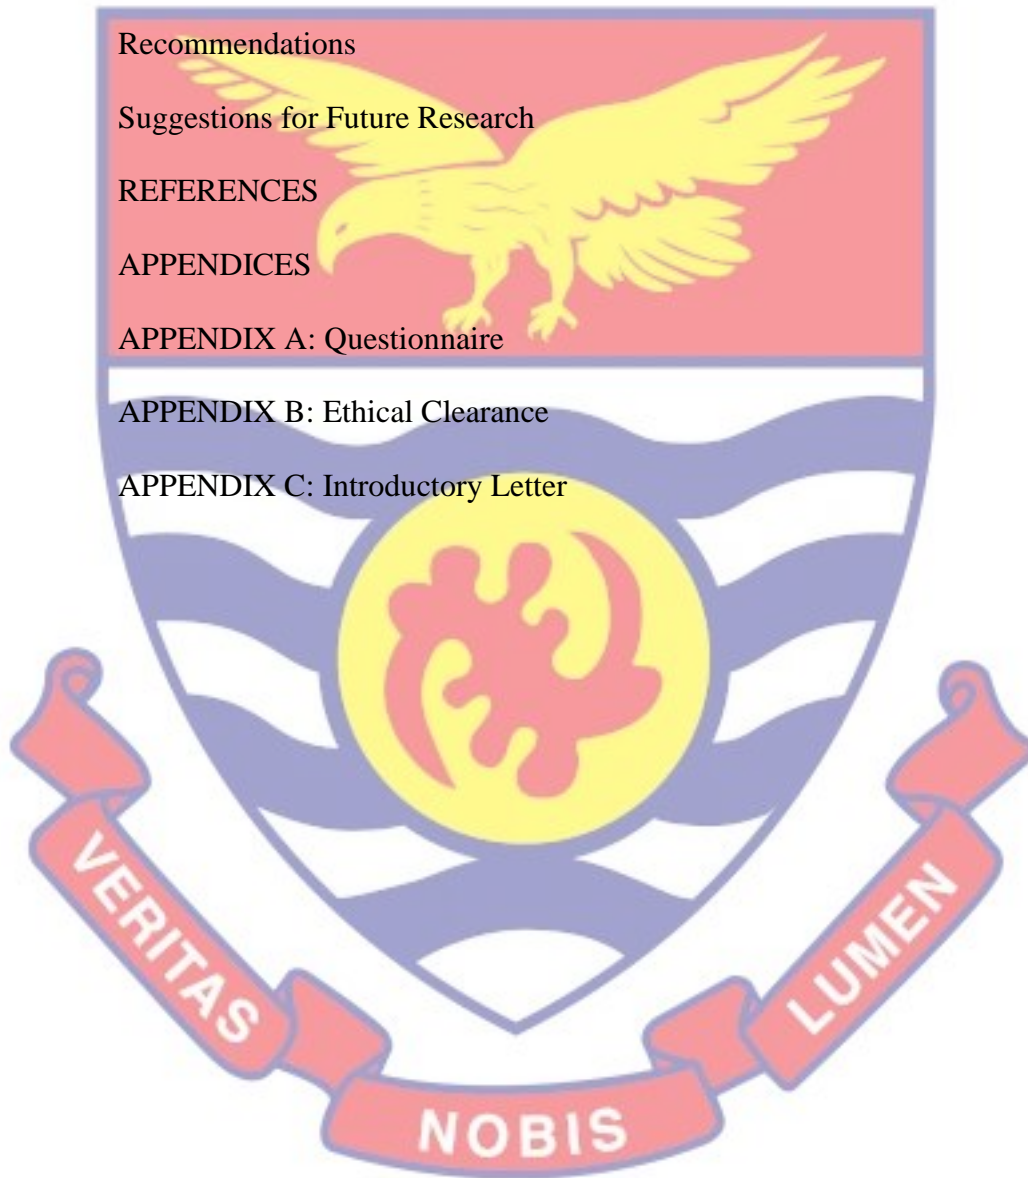 Recommendations
Suggestions for Future Research
REFERENCES
APPENDICES
APPENDIX A: Questionnaire
APPENDIX B: Ethical Clearance
APPENDIX C: Introductory Letter
VERITAS
NOBIS
LUMEN